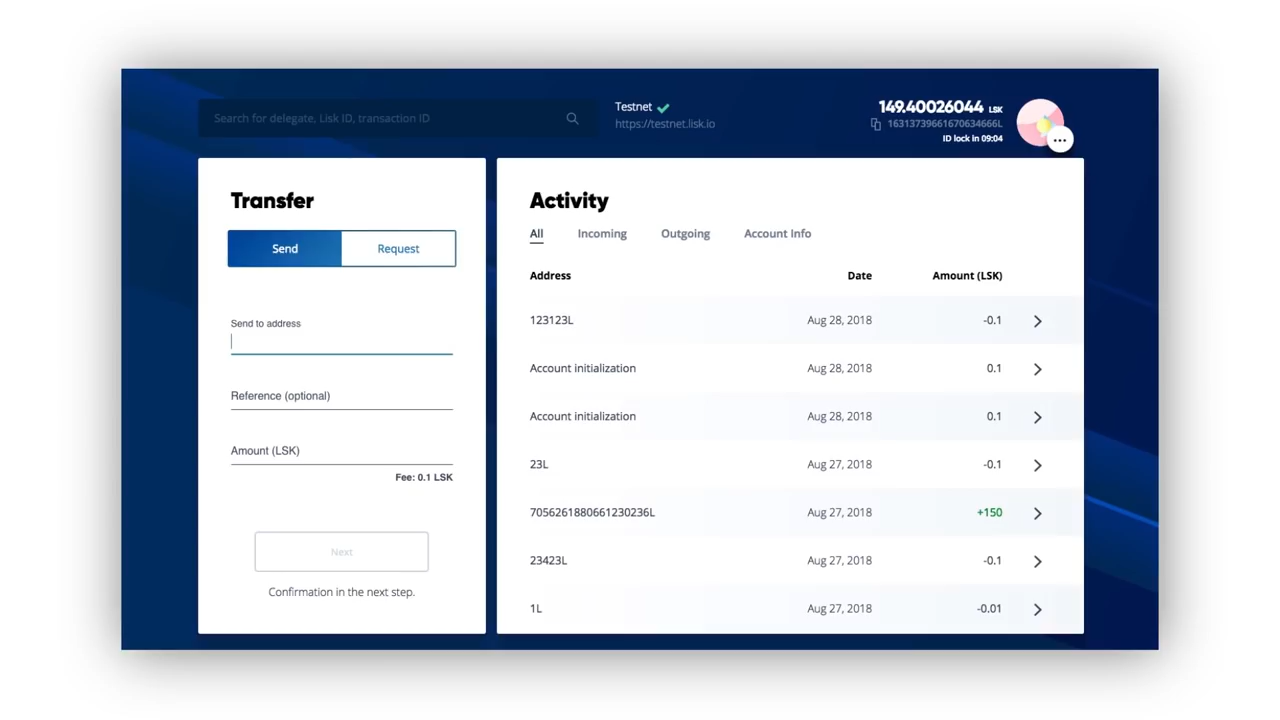 Search for delegate, Lisk ID, transaction ID
Testnet
https://testnet.lisk.io
149.40026044 LSK
16313739661670634666L
ID lock in 09:04
Transfer
Send Request
Send to address
Reference (optional)
Amount (LSK)
Fee: 0.1 LSK
Next
Confirmation in the next step.
Activity
All Incoming Outgoing Account Info
Address Date Amount (LSK)
123123L Aug 28, 2018 -0.1
Account initialization Aug 28, 2018 0.1
Account initialization Aug 28, 2018 0.1
23L Aug 27, 2018 -0.1
7056261880661230236L Aug 27, 2018 +150
23423L Aug 27, 2018 -0.1
1L Aug 27, 2018 -0.01